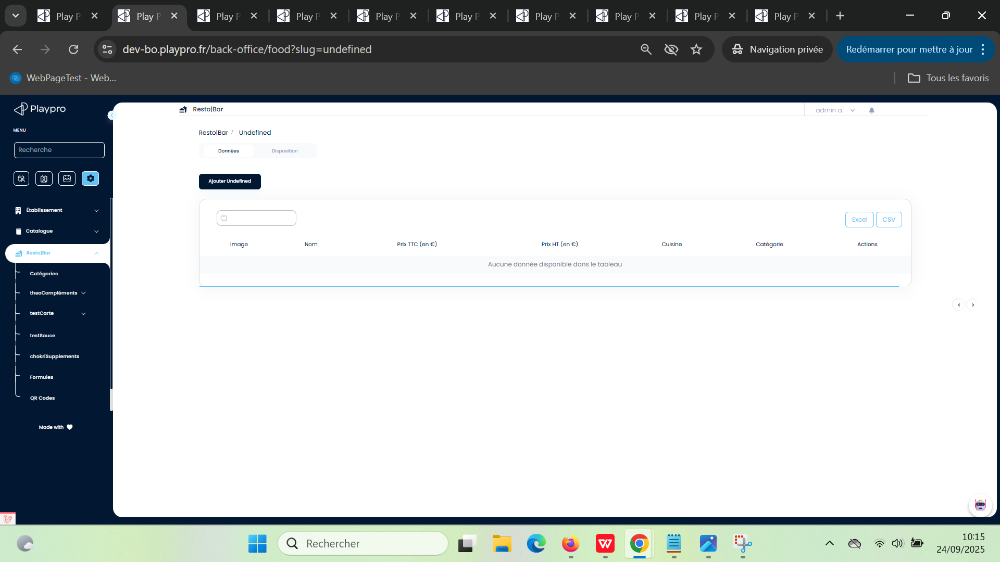 Play P
Play P
Play P
Play P
Play P
Play P
Play P
Play P
Play P
Play P
dev-bo.playpro.fr/back-office/food?slug=undefined
Navigation privée
Redémarrer pour mettre à jour
WebPageTest - Web...
Tous les favoris
Playpro
MENU
Recherche
Établissement
Catalogue
Resto|Bar
Catégories
theoCompléments
testCarte
testSauce
chokriSupplements
Formules
QR Codes
Made with
Resto|Bar
admin a.
Resto|Bar / Undefined
Données
Disposition
Ajouter Undefined
Excel
CSV
Image
Nom
Prix TTC (en €)
Prix HT (en €)
Cuisine
Catégorie
Actions
Aucune donnée disponible dans le tableau
Rechercher
10:15
24/09/2025